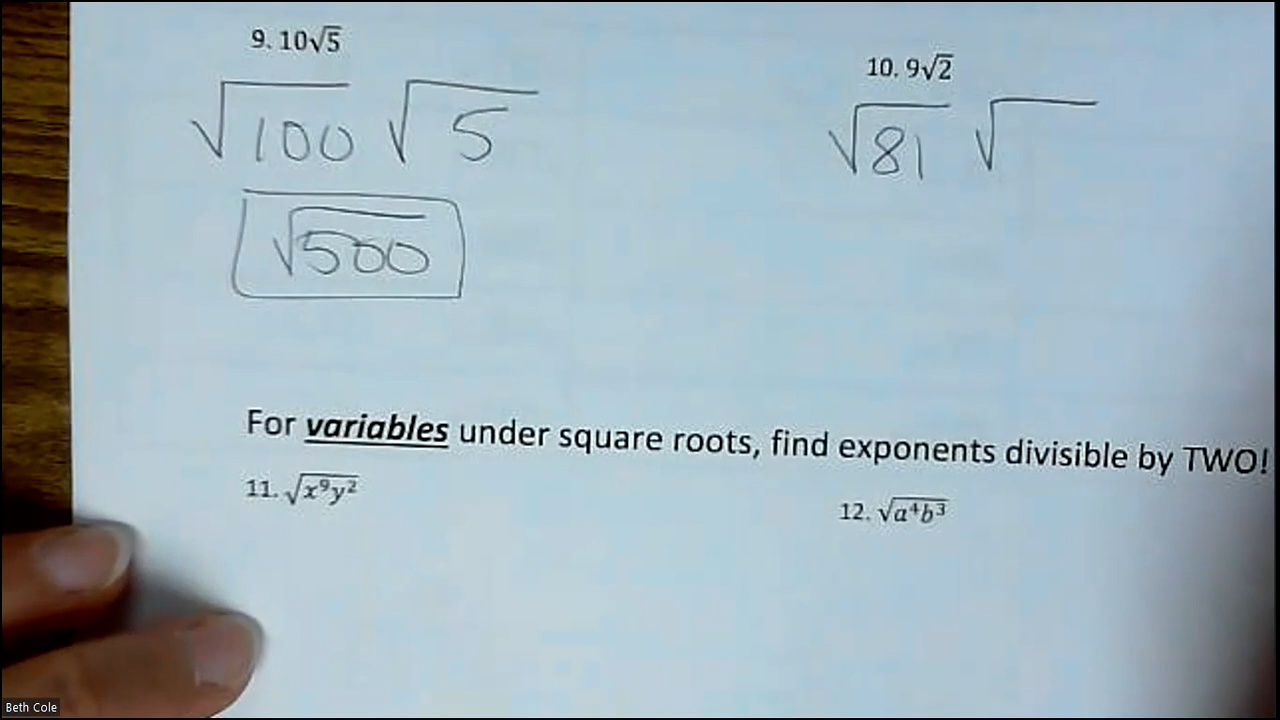 9. 10√5
√100 √5
√500
10. 9√2
√81 √
For variables under square roots, find exponents divisible by TWO!
11. √x⁹y²
12. √a⁴b³
Beth Cole